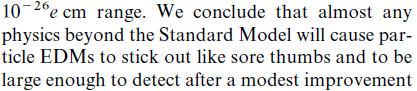 10⁻²⁶e cm range. We conclude that almost any
physics beyond the Standard Model will cause par-
ticle EDMs to stick out like sore thumbs and to be
large enough to detect after a modest improvement